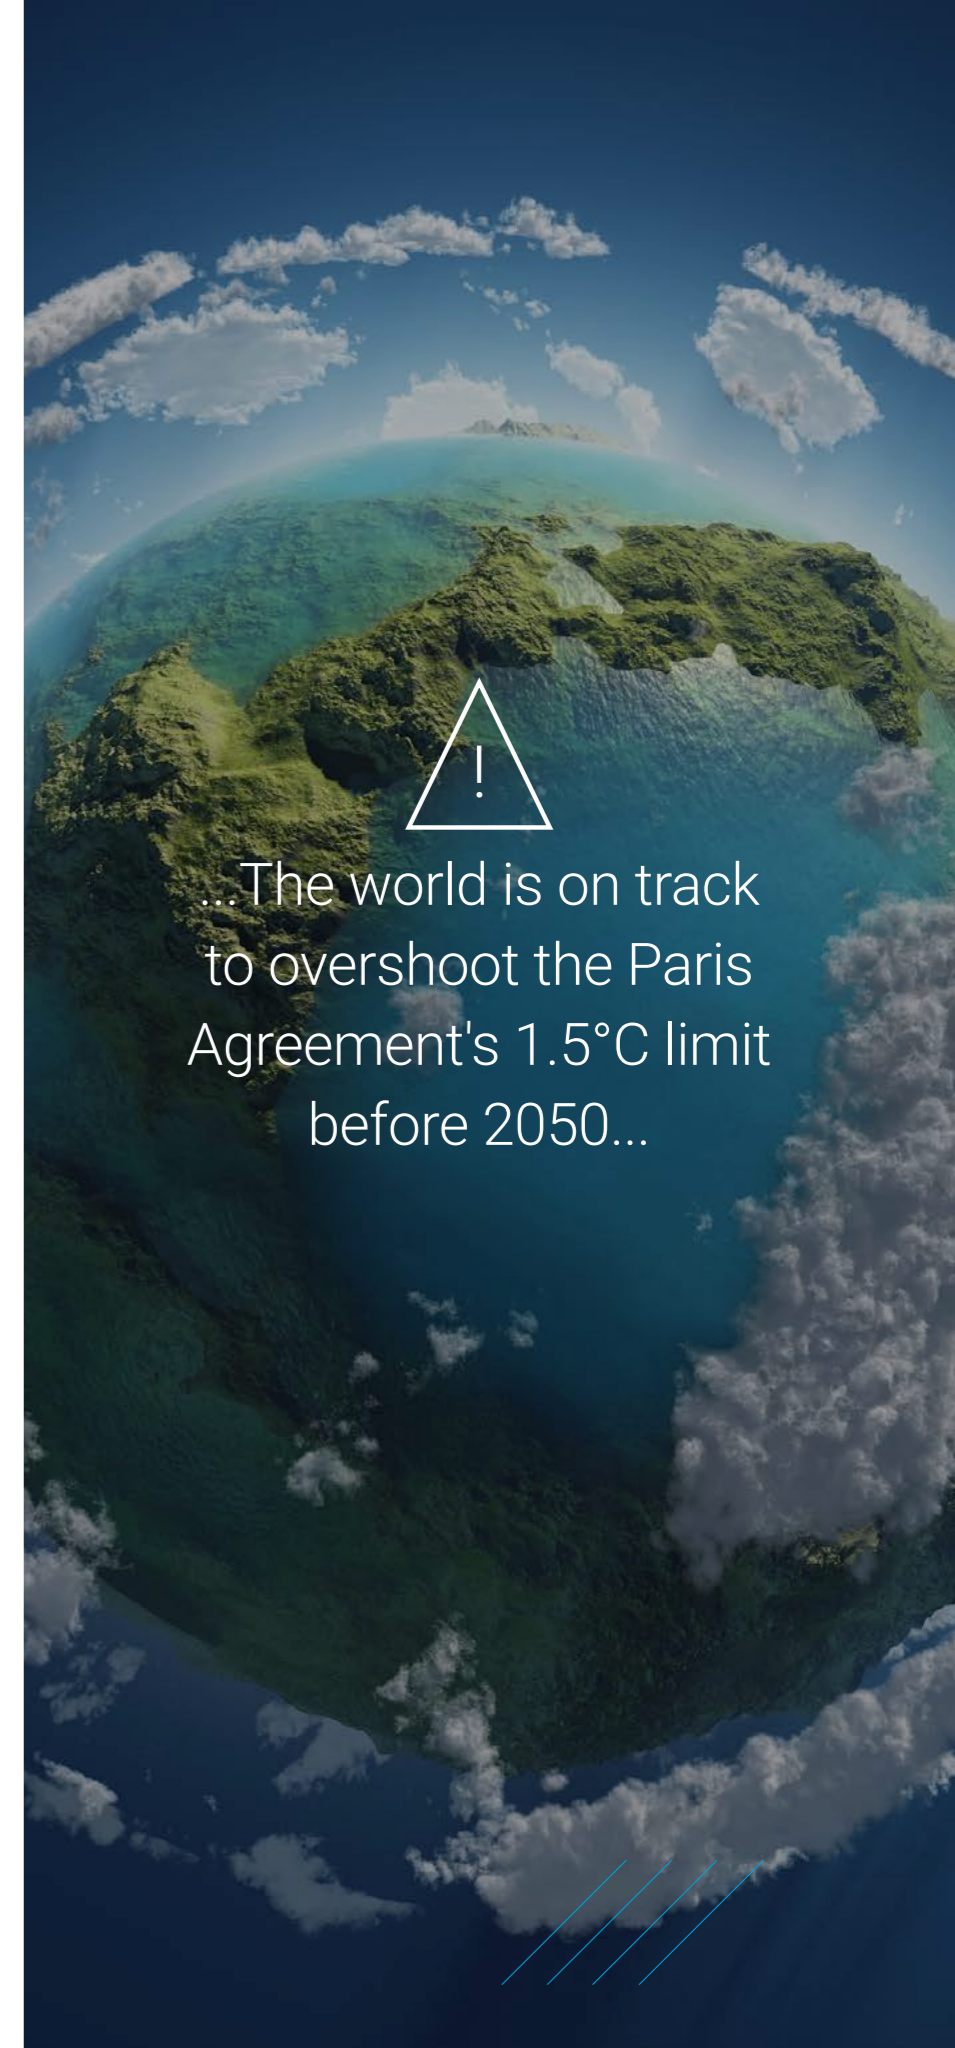 !
...The world is on track
to overshoot the Paris
Agreement's 1.5°C limit
before 2050...